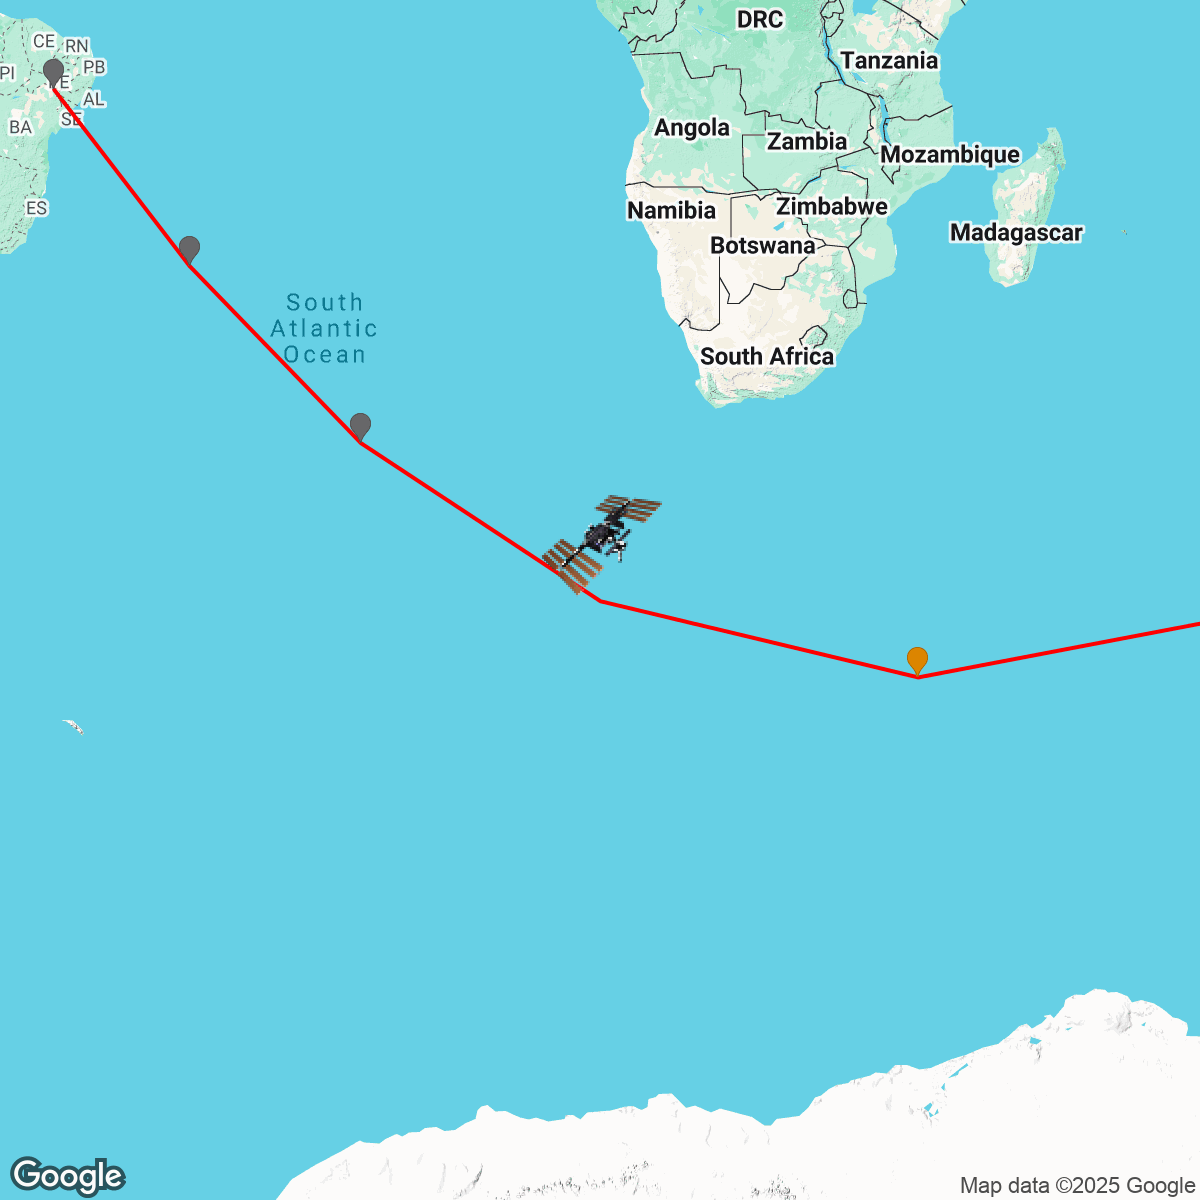 DRC
CE
RN
Tanzania
PB
PI
PE
AL
SE
BA
Angola
Zambia
Mozambique
ES
Namibia
Zimbabwe
Madagascar
Botswana
South
Atlantic
Ocean
South Africa
Google
Map data ©2025 Google